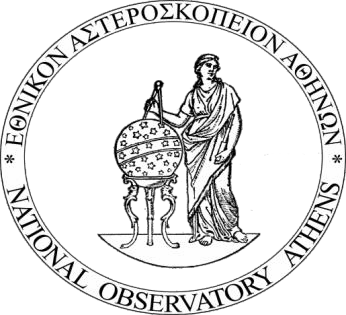 * ΕΘΝΙΚΟΝ ΑΣΤΕΡΟΣΚΟΠΕΙΟΝ ΑΘΗΝΩΝ *
NATIONAL OBSERVATORY ATHENS